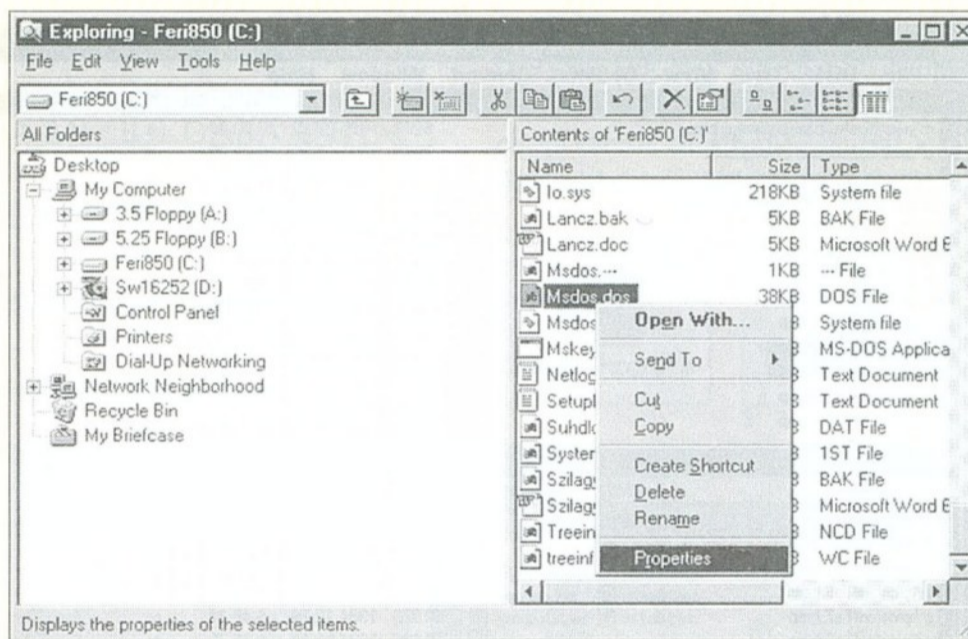 Exploring - Feri850 (C:)
File Edit View Tools Help
Feri850 (C:)
All Folders
Contents of 'Feri850 (C:)'
Desktop
My Computer
3.5 Floppy (A:)
5.25 Floppy (B:)
Feri850 (C:)
Sw16252 (D:)
Control Panel
Printers
Dial-Up Networking
Network Neighborhood
Recycle Bin
My Briefcase
Name Size Type
Io.sys 218KB System file
Lancz.bak 5KB BAK File
Lancz.doc 5KB Microsoft Word
Msdos.--- 1KB --- File
Msdos.dos 38KB DOS File
Msdos System file
Mskey MS-DOS Applica
Netlog Text Document
Setupl Text Document
Suhdlo DAT File
System 1ST File
Szilagy BAK File
Szilagy Microsoft Word
Treein NCD File
treeinf WC File
Open With...
Send To
Cut
Copy
Create Shortcut
Delete
Rename
Properties
Displays the properties of the selected items.